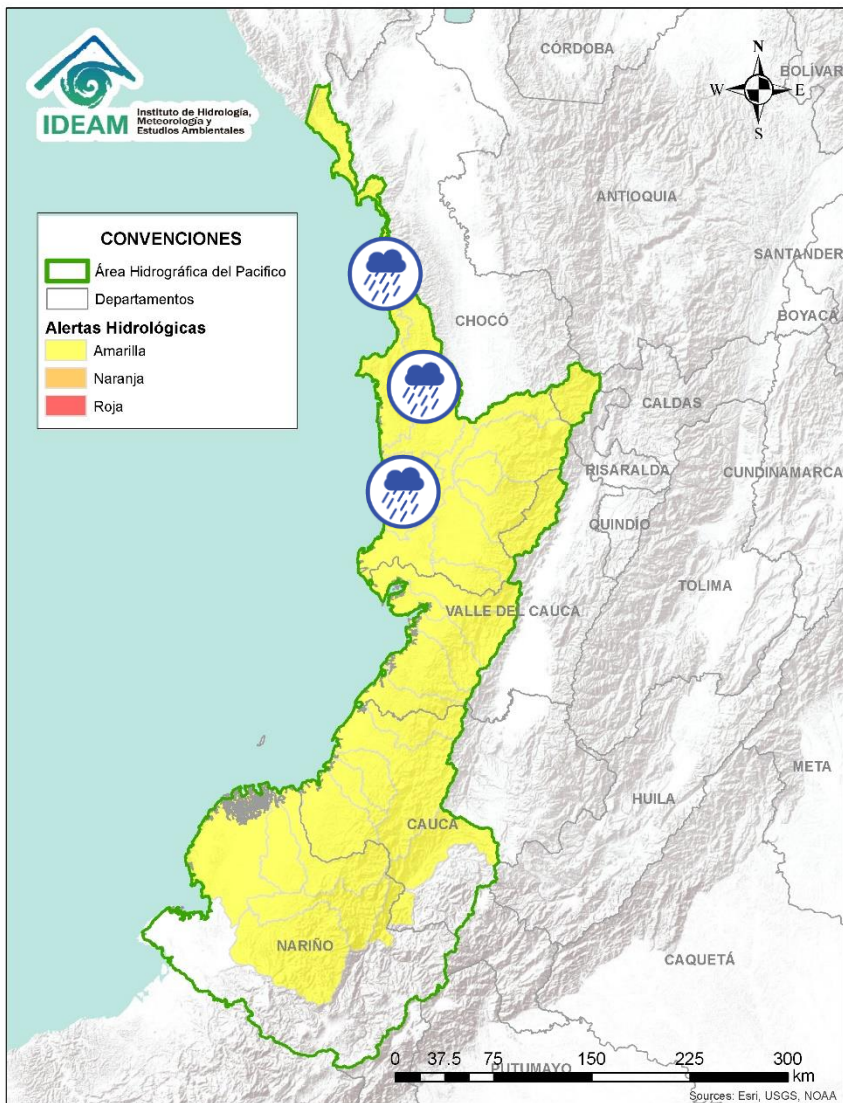 IDEAM
Instituto de Hidrología,
Meteorología y
Estudios Ambientales
CÓRDOBA
BOLÍVAR
N
W
E
S
ANTIOQUIA
CONVENCIONES
Área Hidrográfica del Pacifico
Departamentos
Alertas Hidrológicas
Amarilla
Naranja
Roja
SANTANDER
BOYACÁ
CHOCÓ
CALDAS
RISARALDA
CUNDINAMARCA
QUINDÍO
TOLIMA
VALLE DEL CAUCA
META
HUILA
CAUCA
NARIÑO
CAQUETÁ
PUTUMAYO
0 37.5 75 150 225 300
km
Sources: Esri, USGS, NOAA